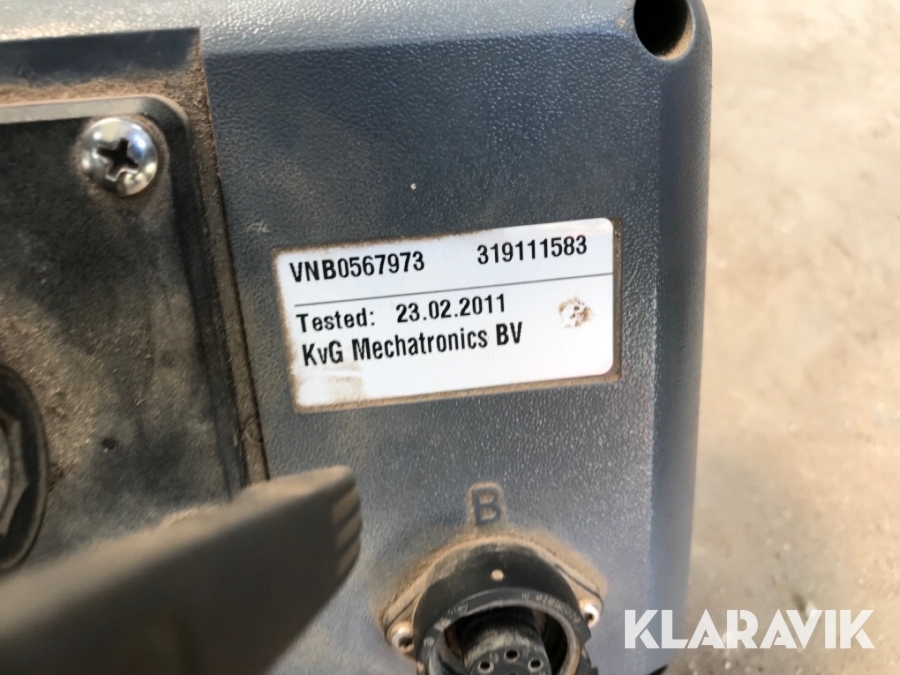 VNB0567973 319111583
Tested: 23.02.2011
KvG Mechatronics BV
B
KLARAVIK